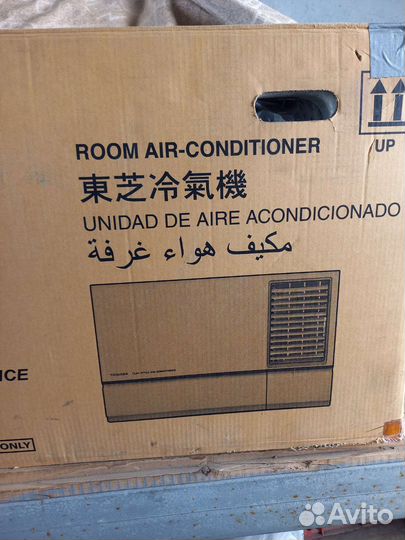 ROOM AIR-CONDITIONER
UP
東芝冷氣機
UNIDAD DE AIRE ACONDICIONADO
مكيف هواء غرفة
TOSHIBA
ICE
ONLY
Avito